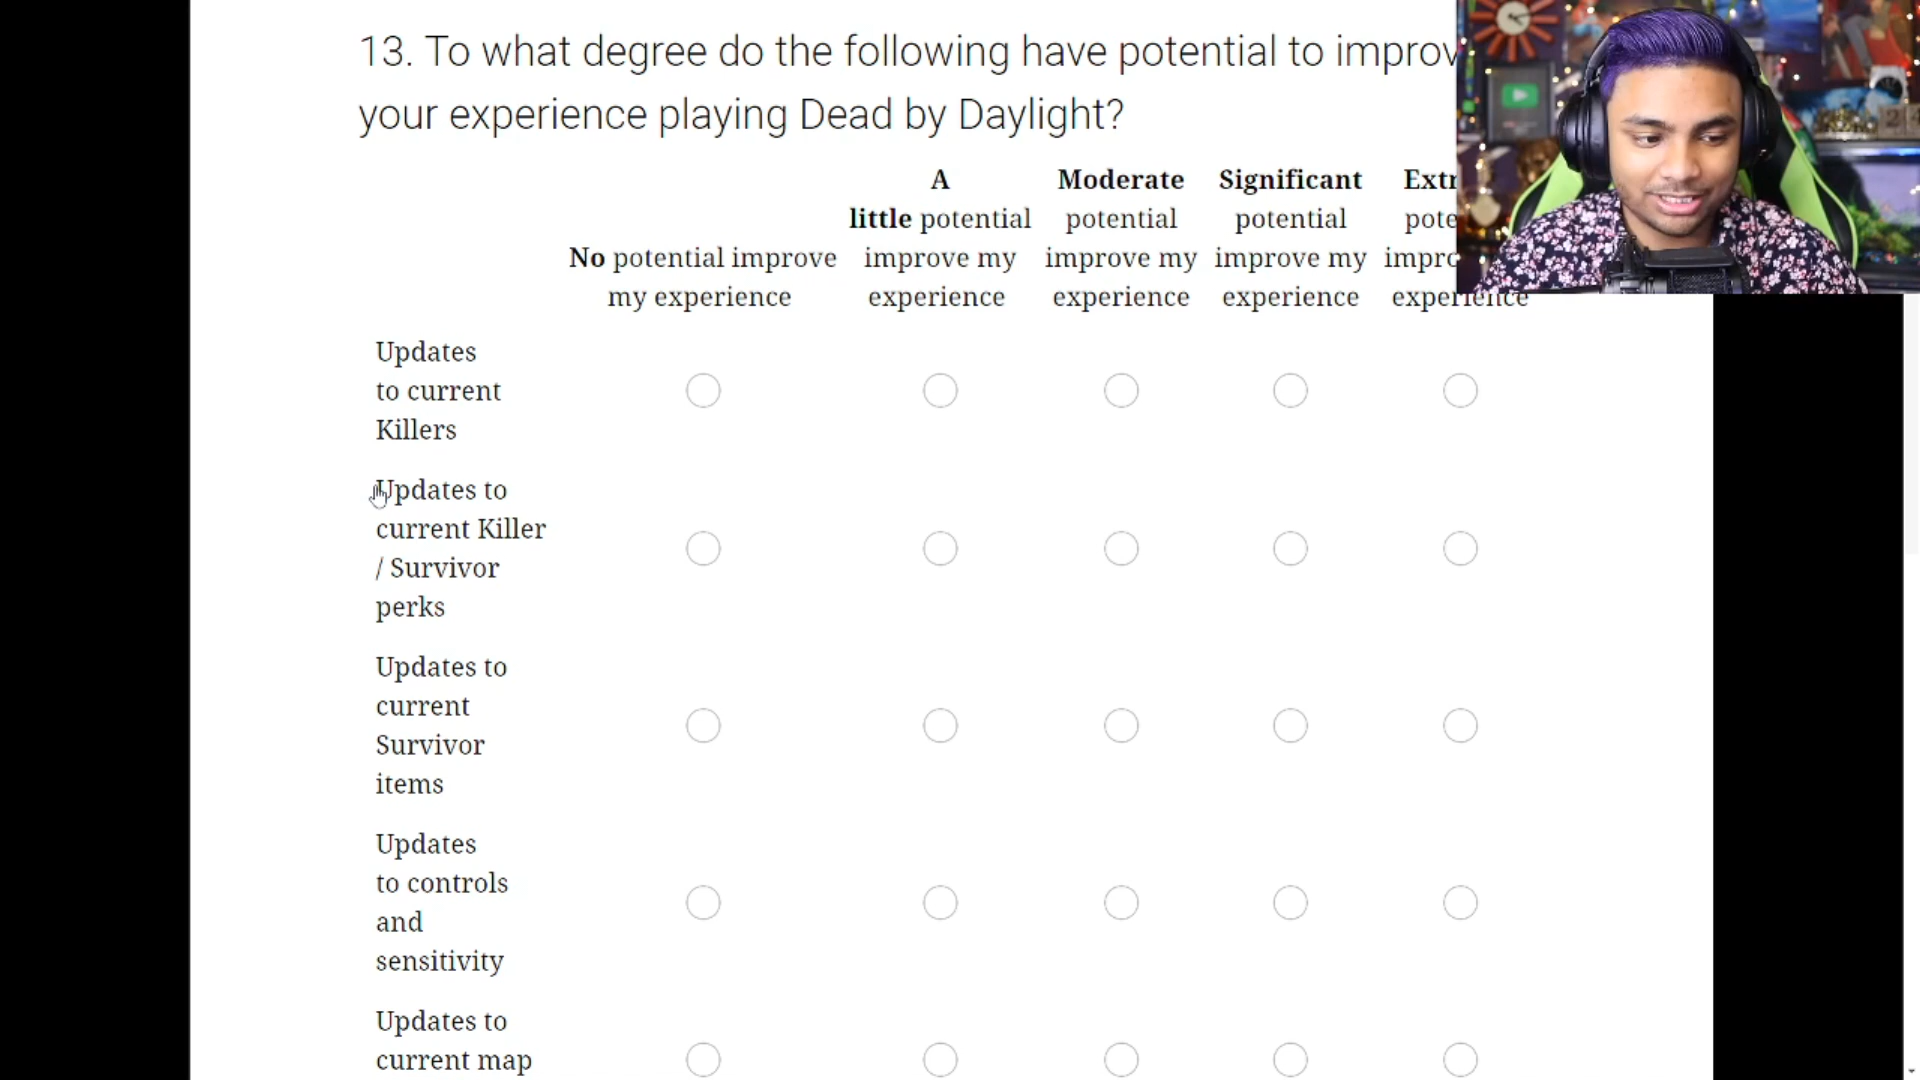 13. To what degree do the following have potential to improv
your experience playing Dead by Daylight?
No potential improve
my experience
A
little potential
improve my
experience
Moderate
potential
improve my
experience
Significant
potential
improve my
experience
Extr
pote
impro
experience
Updates
to current
Killers
Updates to
current Killer
/ Survivor
perks
Updates to
current
Survivor
items
Updates
to controls
and
sensitivity
Updates to
current map